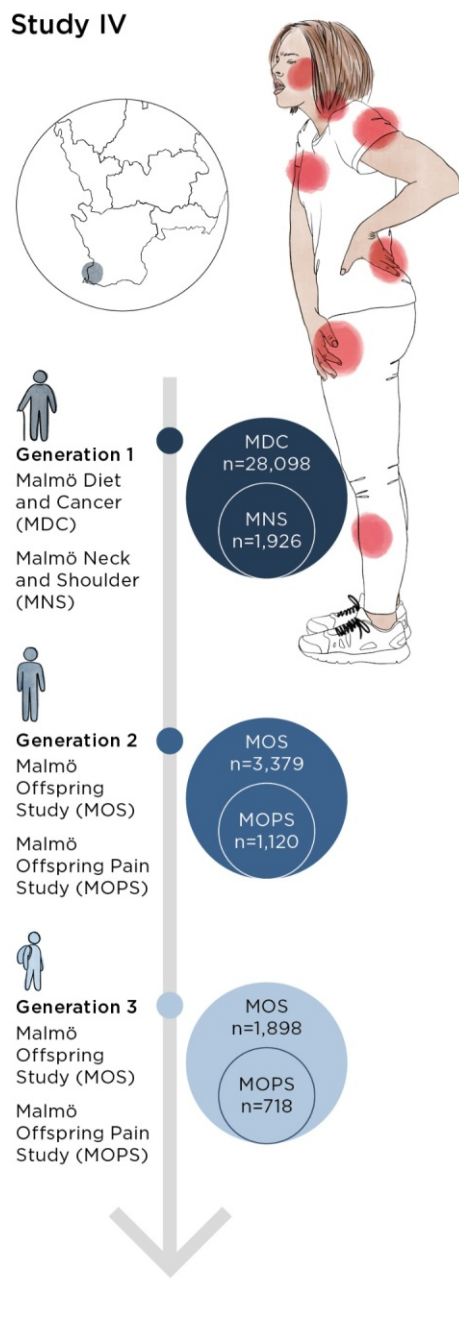 Study IV
Generation 1
Malmö Diet
and Cancer
(MDC)
Malmö Neck
and Shoulder
(MNS)
MDC
n=28,098
MNS
n=1,926
Generation 2
Malmö
Offspring
Study (MOS)
Malmö
Offspring Pain
Study (MOPS)
MOS
n=3,379
MOPS
n=1,120
Generation 3
Malmö
Offspring
Study (MOS)
Malmö
Offspring Pain
Study (MOPS)
MOS
n=1,898
MOPS
n=718